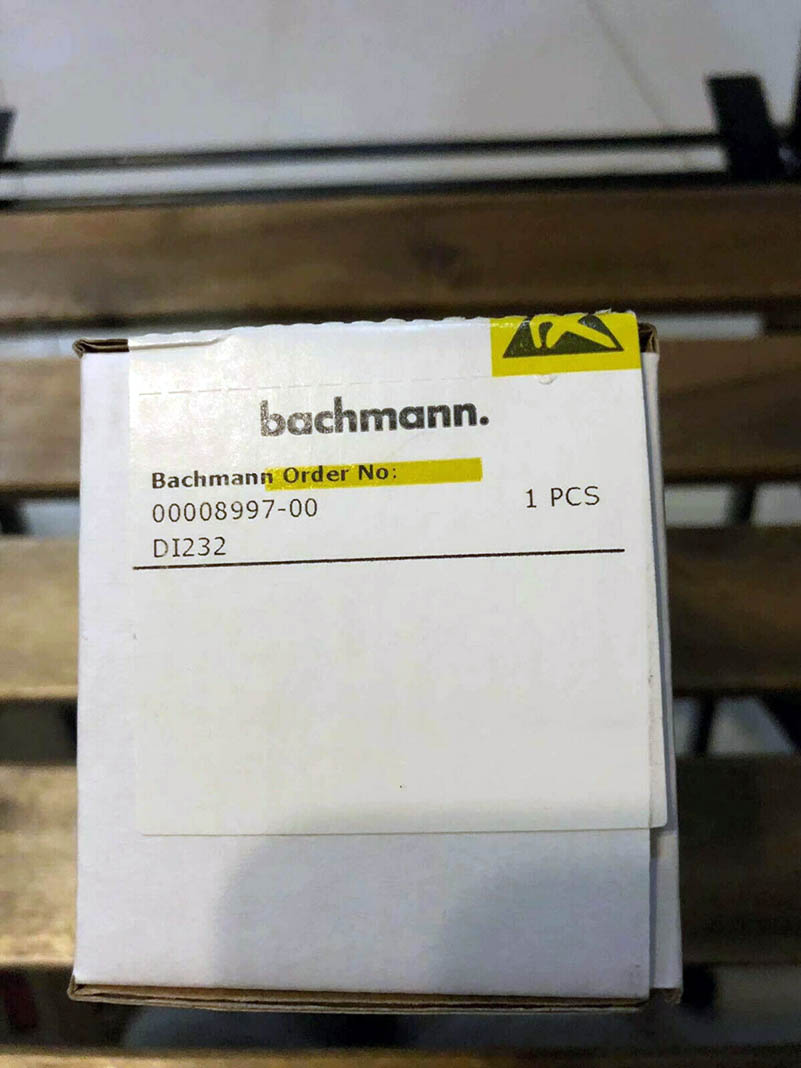 bachmann.
Bachmann Order No:
00008997-00
1 PCS
DI232